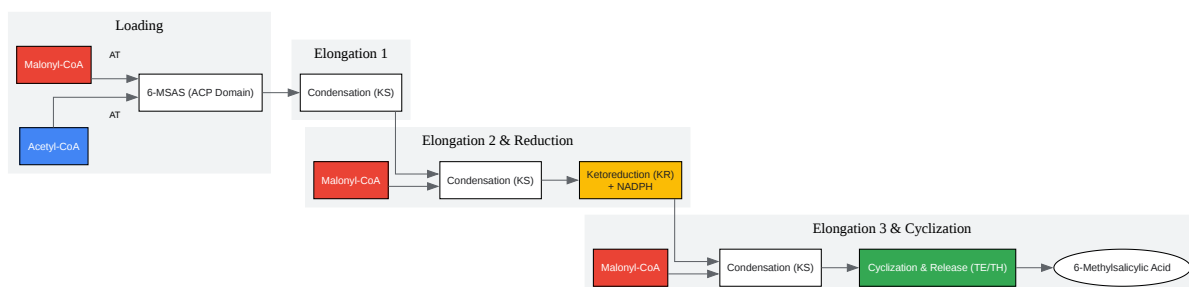 Loading
Malonyl-CoA
AT
6-MSAS (ACP Domain)
AT
Acetyl-CoA
Elongation 1
Condensation (KS)
Elongation 2 & Reduction
Malonyl-CoA
Condensation (KS)
Ketoreduction (KR)
+ NADPH
Elongation 3 & Cyclization
Malonyl-CoA
Condensation (KS)
Cyclization & Release (TE/TH)
6-Methylsalicylic Acid